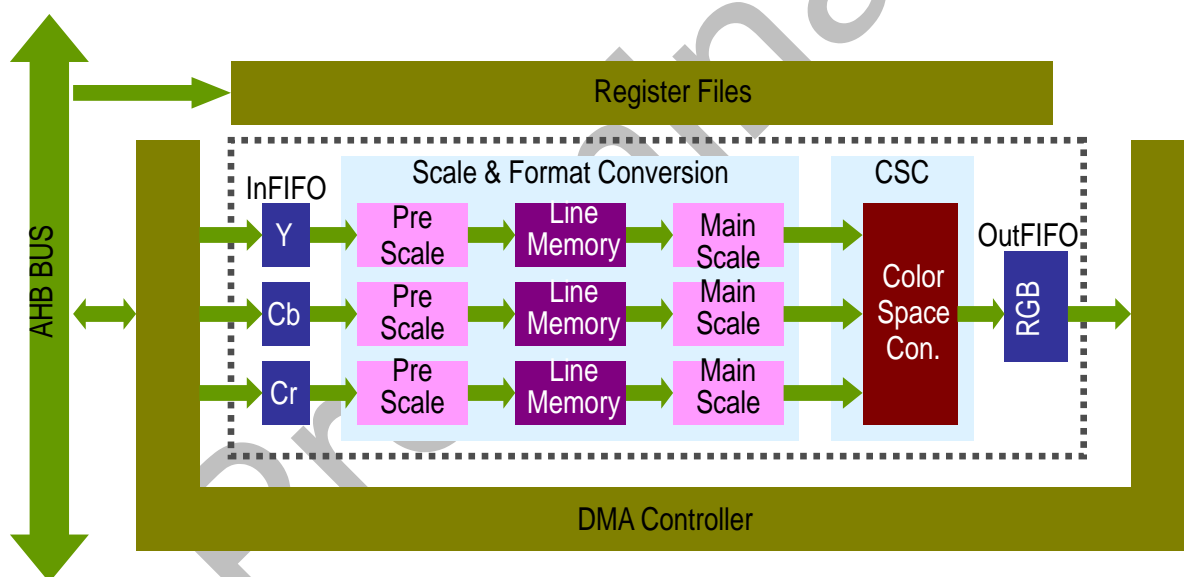 Register Files
AHB BUS
Scale & Format Conversion
CSC
InFIFO
OutFIFO
Y
Pre
Scale
Line
Memory
Main
Scale
Cb
Pre
Scale
Line
Memory
Main
Scale
Color
Space
Con.
RGB
Cr
Pre
Scale
Line
Memory
Main
Scale
DMA Controller